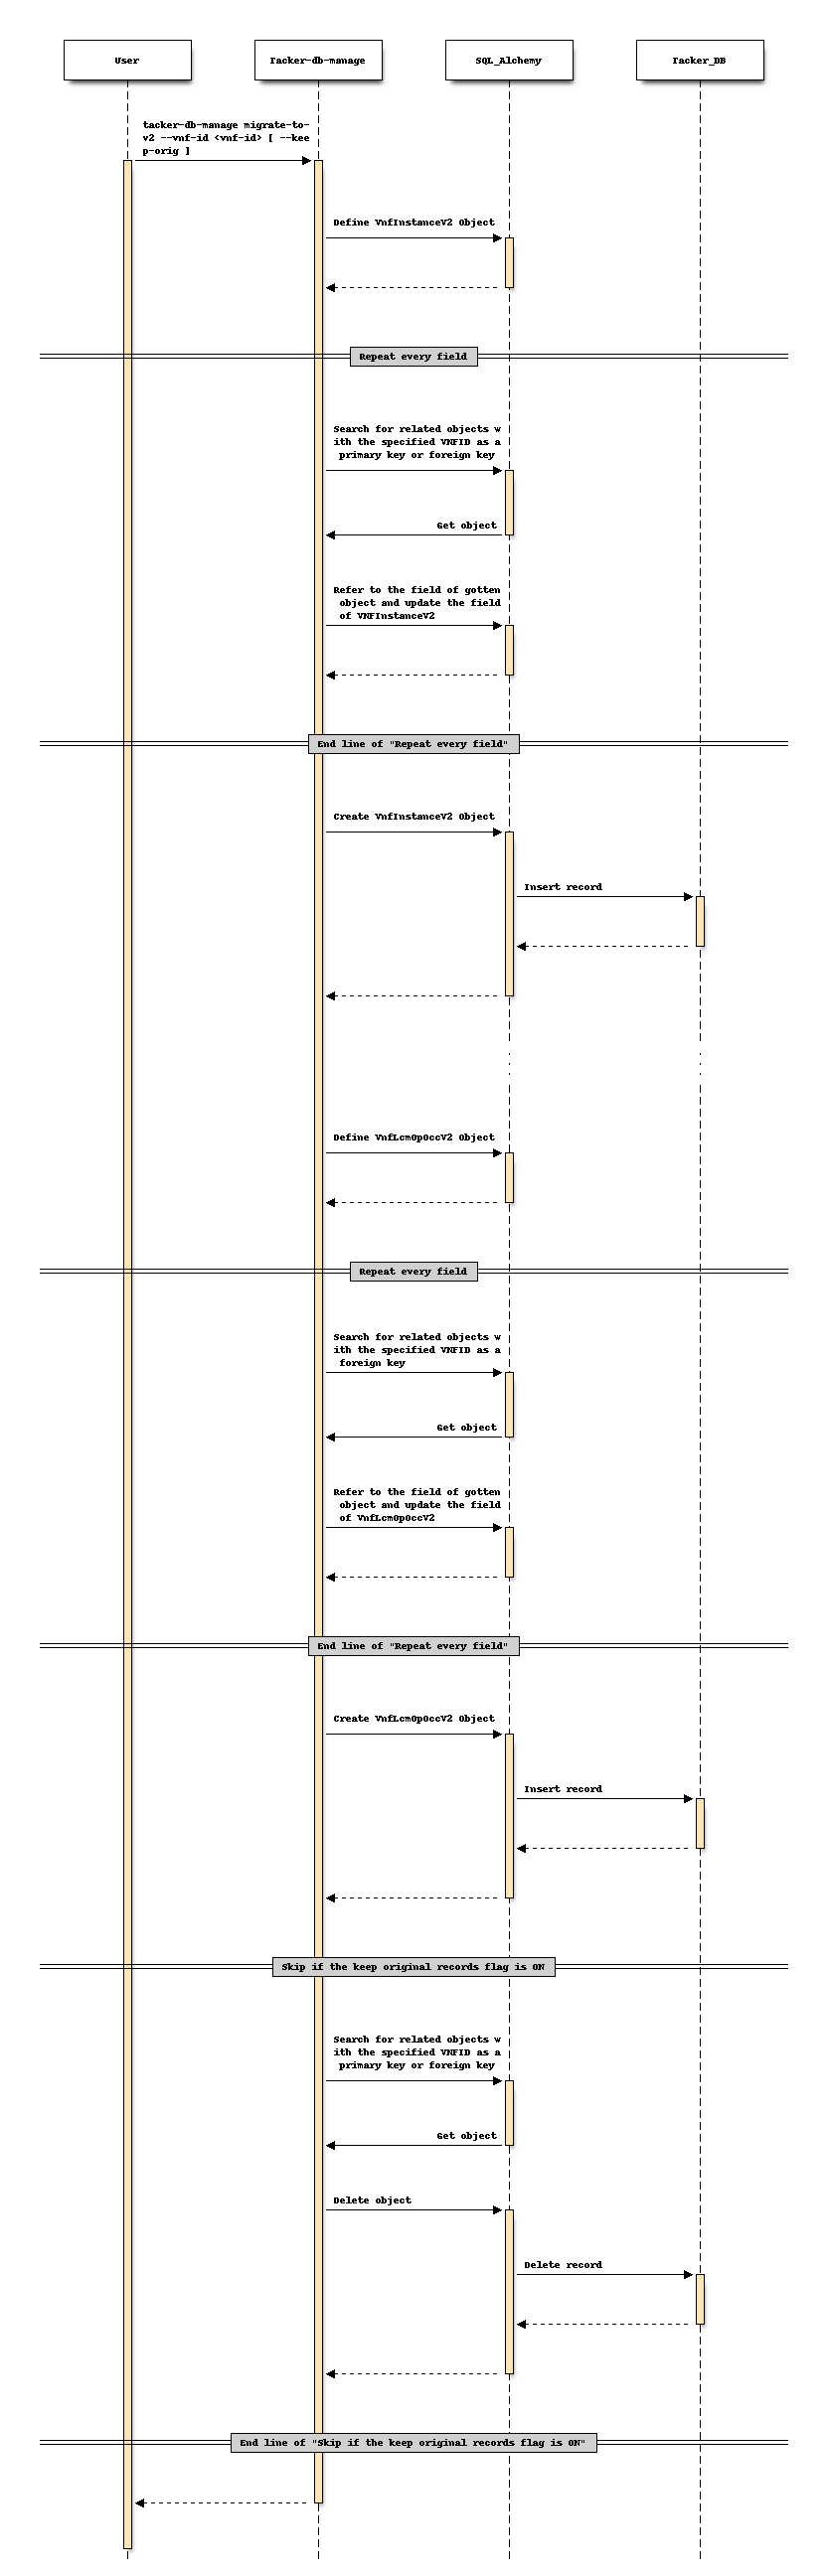 User
Tacker-db-manage
SQL_Alchemy
Tacker_DB
tacker-db-manage migrate-to-
v2 --vnf-id <vnf-id> [ --kee
p-orig ]
Define VnfInstanceV2 Object
Repeat every field
Search for related objects w
ith the specified VNFID as a
primary key or foreign key
Get object
Refer to the field of gotten
object and update the field
of VNFInstanceV2
End line of "Repeat every field"
Create VnfInstanceV2 Object
Insert record
Define VnfLcmOpOccV2 Object
Repeat every field
Search for related objects w
ith the specified VNFID as a
foreign key
Get object
Refer to the field of gotten
object and update the field
of VnfLcmOpOccV2
End line of "Repeat every field"
Create VnfLcmOpOccV2 Object
Insert record
Skip if the keep original records flag is ON
Search for related objects w
ith the specified VNFID as a
primary key or foreign key
Get object
Delete object
Delete record
End line of "Skip if the keep original records flag is ON"